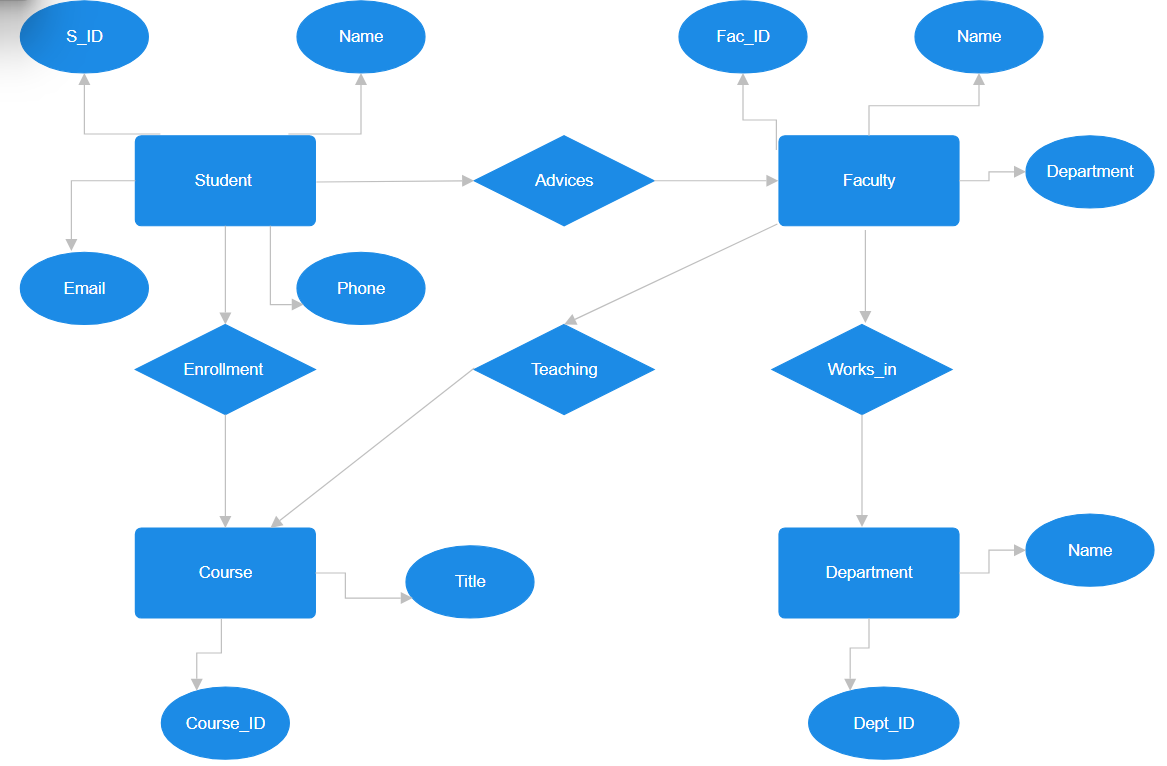 S_ID
Name
Fac_ID
Name
Student
Advices
Faculty
Department
Email
Phone
Enrollment
Teaching
Works_in
Course
Title
Department
Name
Course_ID
Dept_ID